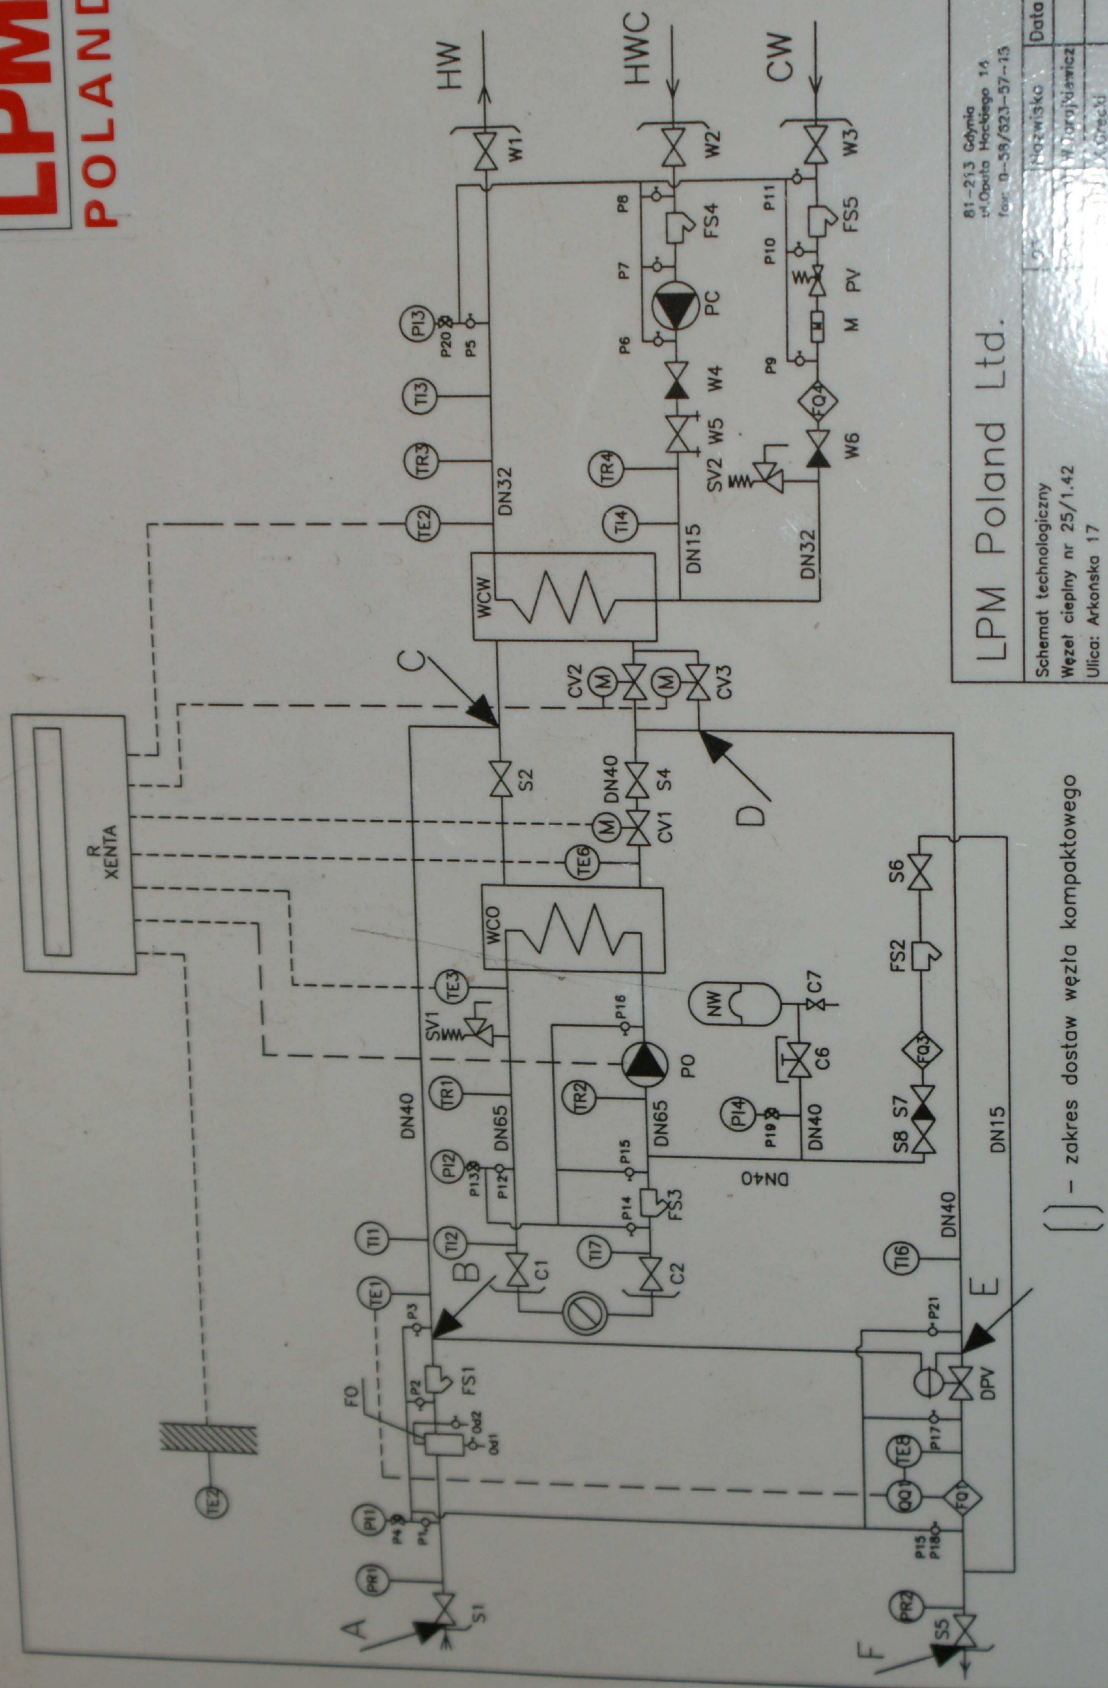 LPM
POLAND
R
XENTA
TE2
HW
HWC
CW
W1
W2
W3
PI3
P20
P5
TI3
TR3
TE2
DN32
P8
P7
P6
FS4
PC
W4
W5
TR4
TI4
DN15
P11
P10
P9
FS5
PV
M
M
FQ4
W6
SV2
DN32
WCW
C
CV2
M
M
CV3
S2
DN40
S4
M
CV1
TE6
D
WCO
TE3
SV1
P16
PO
TR1
TR2
DN40
DN65
DN65
NW
C7
C6
PI4
P19
DN40
DN40
S6
FS2
FQ3
S7
S8
DN15
PI2
P13
P12
P15
P14
FS3
TI1
TI2
TI7
C1
C2
TE1
B
P3
P2
FS1
FO
Od2
Od1
PI1
P4
P1
PR1
A
S1
DN40
TI6
E
P21
DPV
P17
TE8
QQ1
FQ1
P15
P18
PR2
S5
F
( ) – zakres dostaw węzła kompaktowego
LPM Poland Ltd.
81-213 Gdynia
ul.Opata Hackiego 14
fax: 0-58/623-57-13
Schemat technologiczny
Węzeł cieplny nr 25/1.42
Ulica: Arkońska 17
Nazwisko
Data